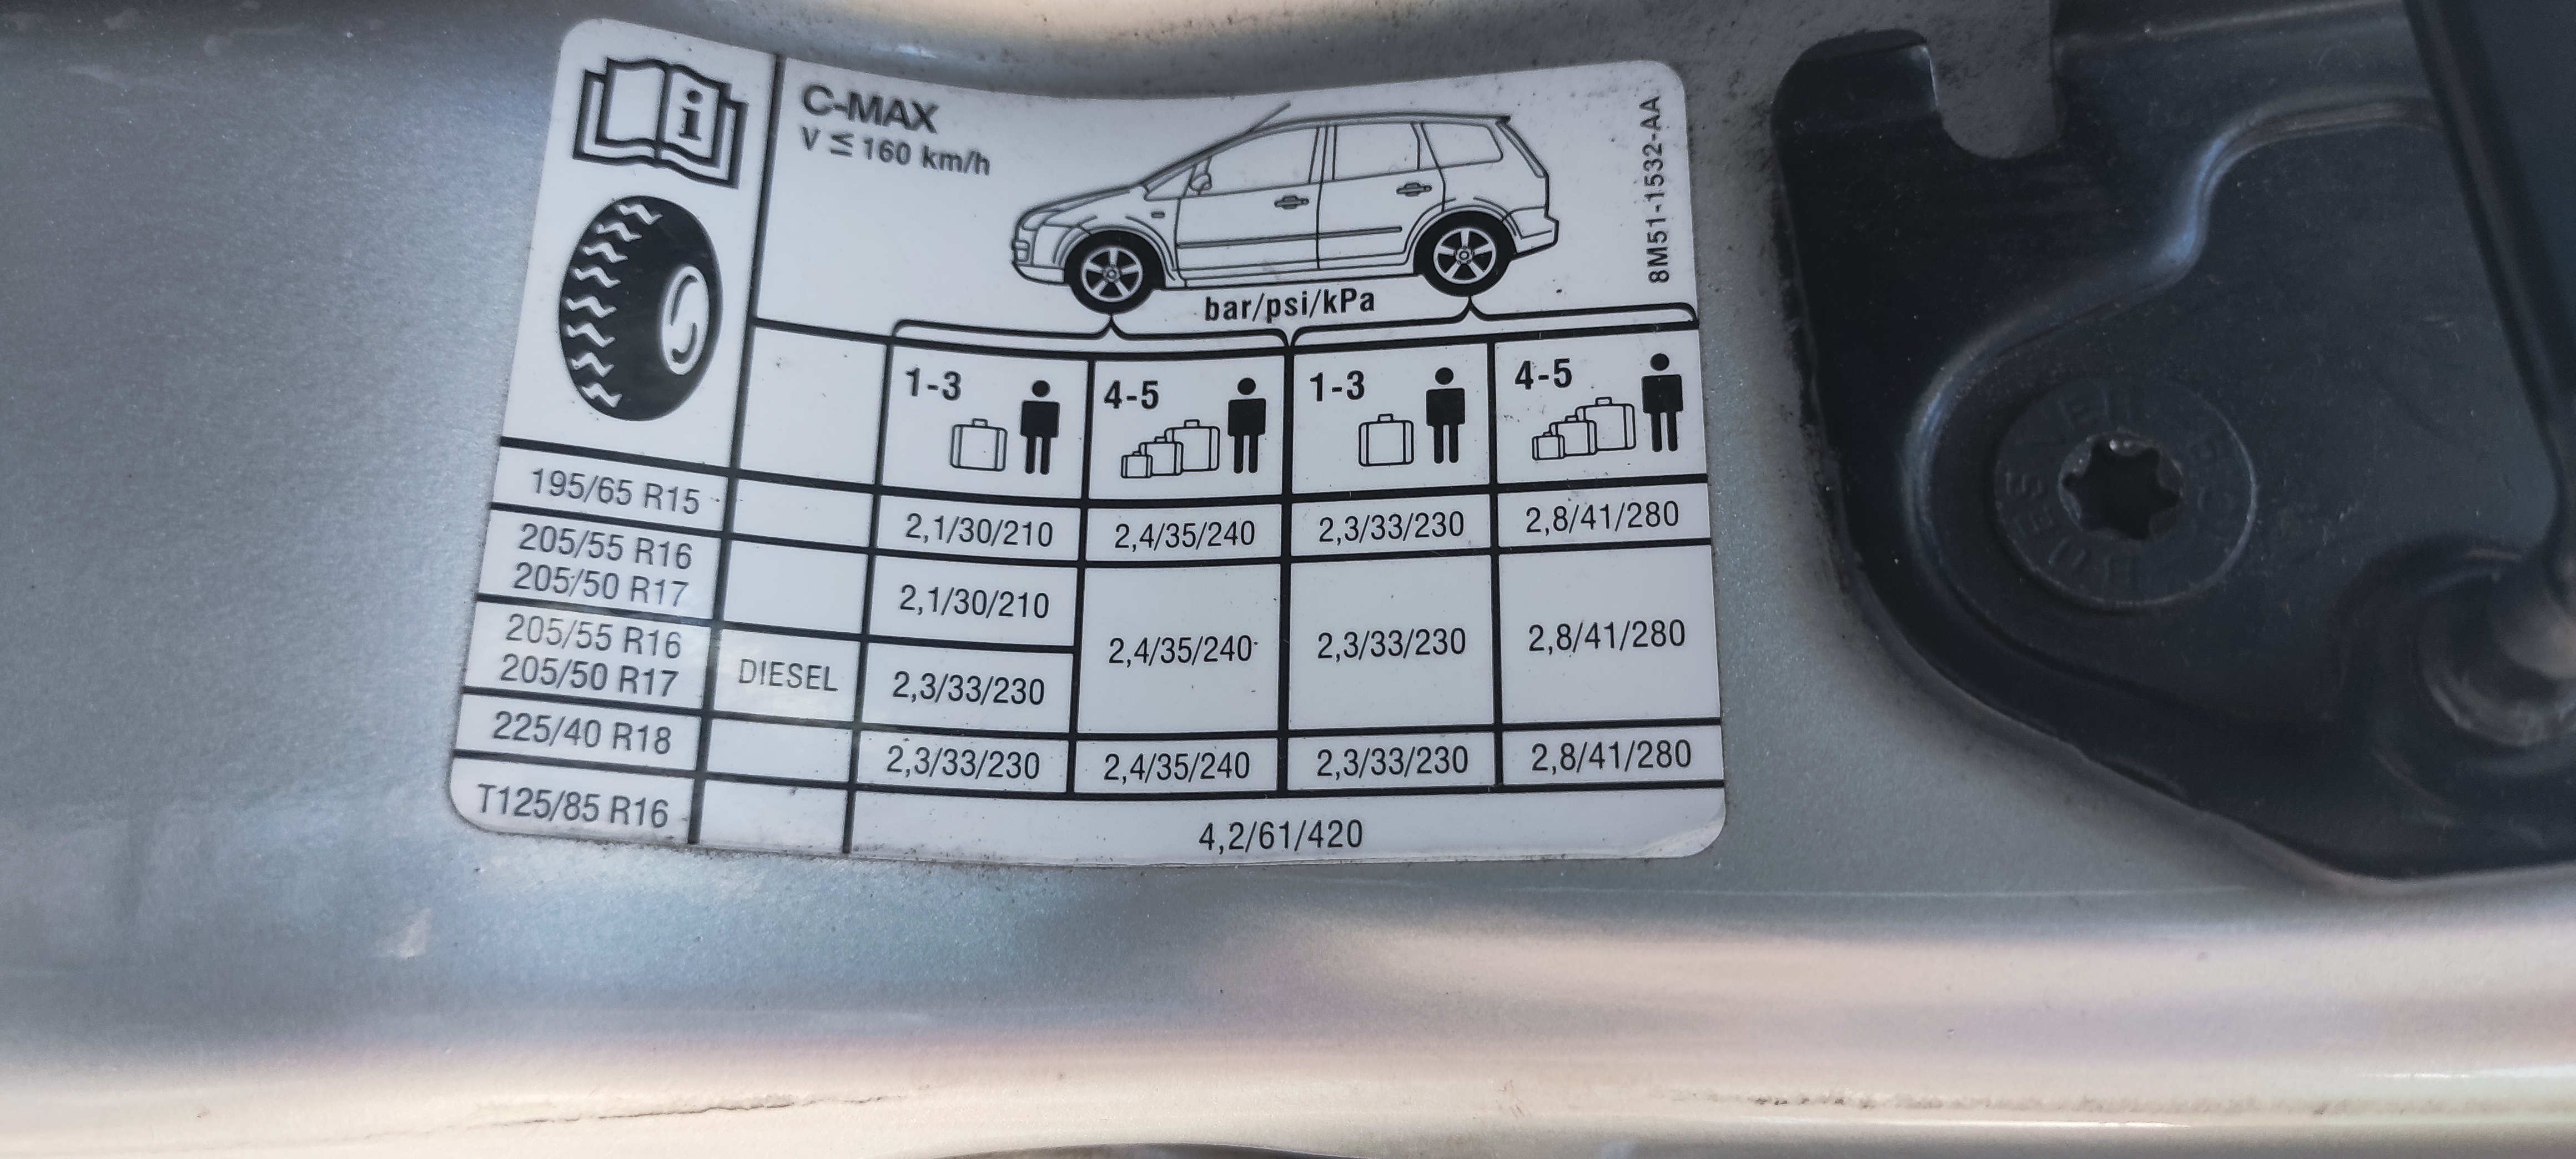 C-MAX
V ≤ 160 km/h
8M51-1532-AA
bar/psi/kPa
1-3 4-5 1-3 4-5
195/65 R15 2,1/30/210 2,4/35/240 2,3/33/230 2,8/41/280
205/55 R16
205/50 R17 2,1/30/210
2,4/35/240 2,3/33/230 2,8/41/280
205/55 R16
205/50 R17 DIESEL 2,3/33/230
225/40 R18 2,3/33/230 2,4/35/240 2,3/33/230 2,8/41/280
T125/85 R16 4,2/61/420